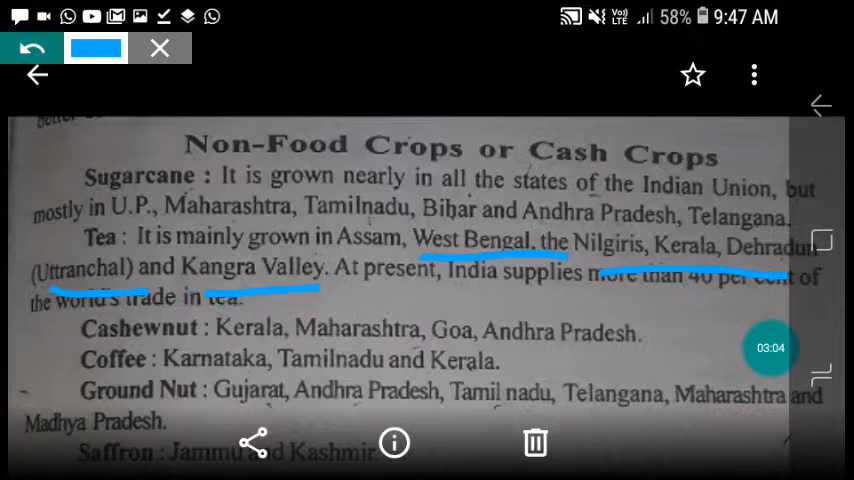 58% 9:47 AM
Non-Food Crops or Cash Crops
Sugarcane : It is grown nearly in all the states of the Indian Union, but
mostly in U.P., Maharashtra, Tamilnadu, Bihar and Andhra Pradesh, Telangana.
Tea : It is mainly grown in Assam, West Bengal, the Nilgiris, Kerala, Dehradun
(Uttranchal) and Kangra Valley. At present, India supplies more than 40 per cent of
the world's trade in tea.
03:04
Cashewnut : Kerala, Maharashtra, Goa, Andhra Pradesh.
Coffee : Karnataka, Tamilnadu and Kerala.
Ground Nut : Gujarat, Andhra Pradesh, Tamil nadu, Telangana, Maharashtra and
Madhya Pradesh.
Saffron : Jammu and Kashmir.